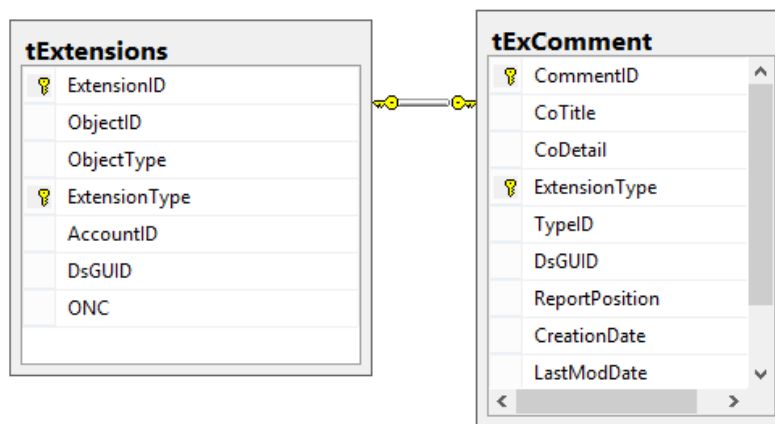 tExtensions
ExtensionID
ObjectID
ObjectType
ExtensionType
AccountID
DsGUID
ONC
tExComment
CommentID
CoTitle
CoDetail
ExtensionType
TypeID
DsGUID
ReportPosition
CreationDate
LastModDate